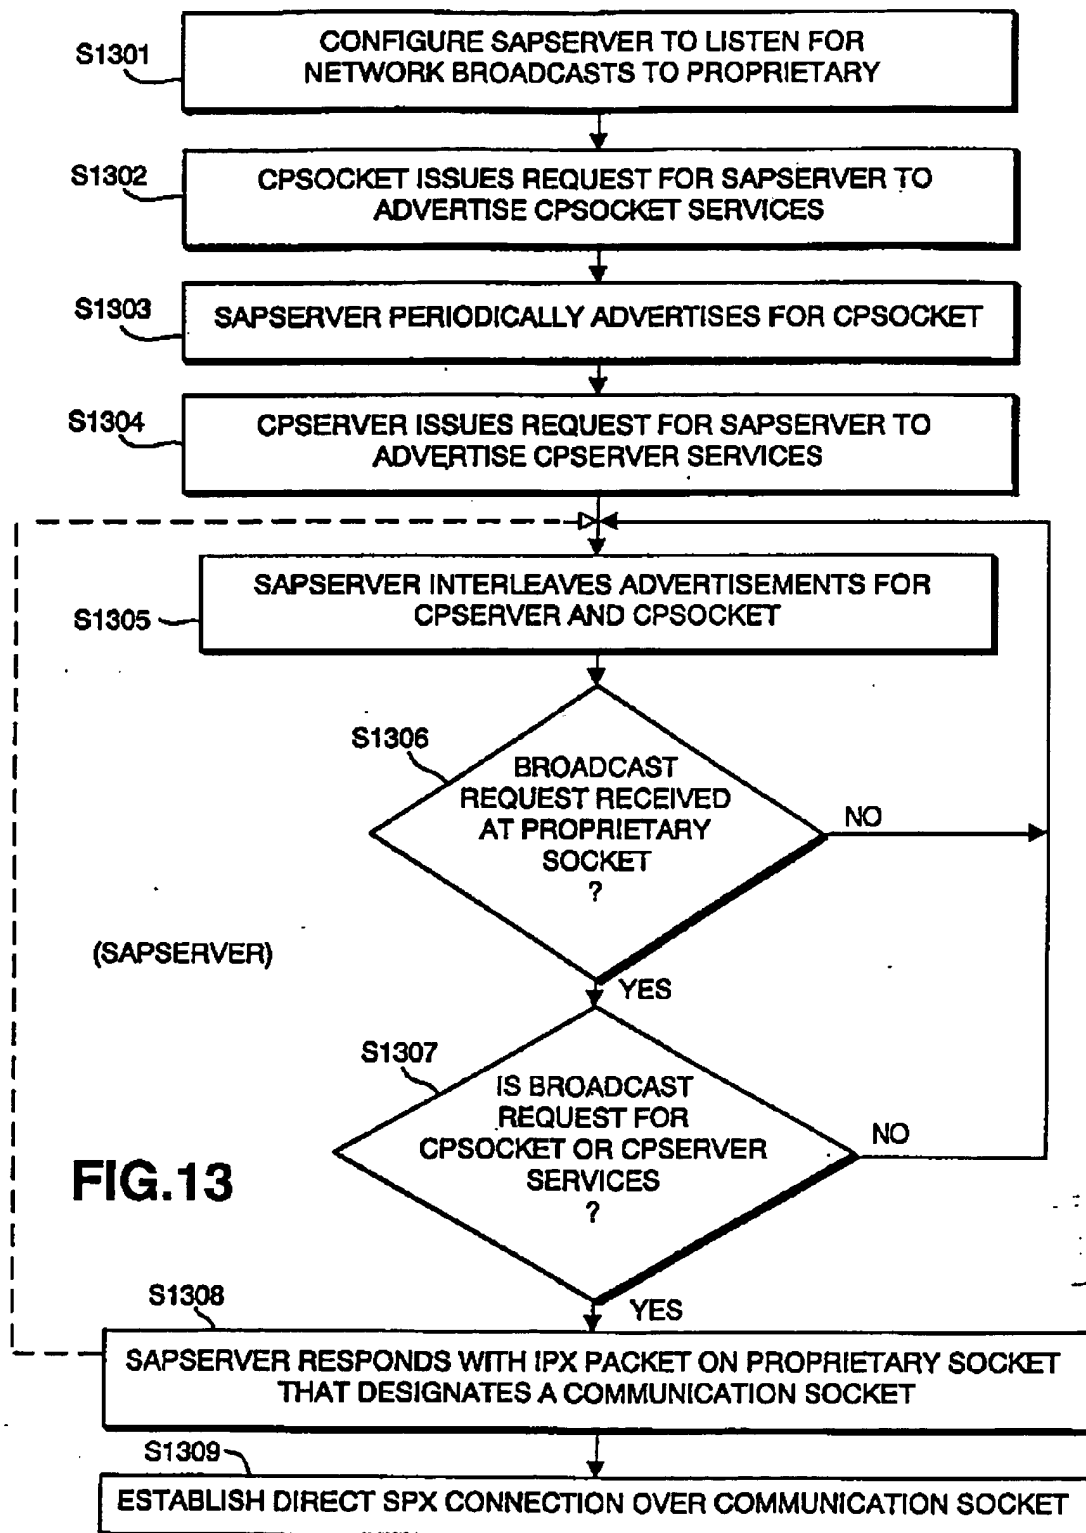 S1301
CONFIGURE SAPSERVER TO LISTEN FOR
NETWORK BROADCASTS TO PROPRIETARY
S1302
CPSOCKET ISSUES REQUEST FOR SAPSERVER TO
ADVERTISE CPSOCKET SERVICES
S1303
SAPSERVER PERIODICALLY ADVERTISES FOR CPSOCKET
S1304
CPSERVER ISSUES REQUEST FOR SAPSERVER TO
ADVERTISE CPSERVER SERVICES
S1305
SAPSERVER INTERLEAVES ADVERTISEMENTS FOR
CPSERVER AND CPSOCKET
S1306
BROADCAST
REQUEST RECEIVED
AT PROPRIETARY
SOCKET
?
NO
(SAPSERVER)
YES
S1307
IS BROADCAST
REQUEST FOR
CPSOCKET OR CPSERVER
SERVICES
?
NO
FIG.13
YES
S1308
SAPSERVER RESPONDS WITH IPX PACKET ON PROPRIETARY SOCKET
THAT DESIGNATES A COMMUNICATION SOCKET
S1309
ESTABLISH DIRECT SPX CONNECTION OVER COMMUNICATION SOCKET